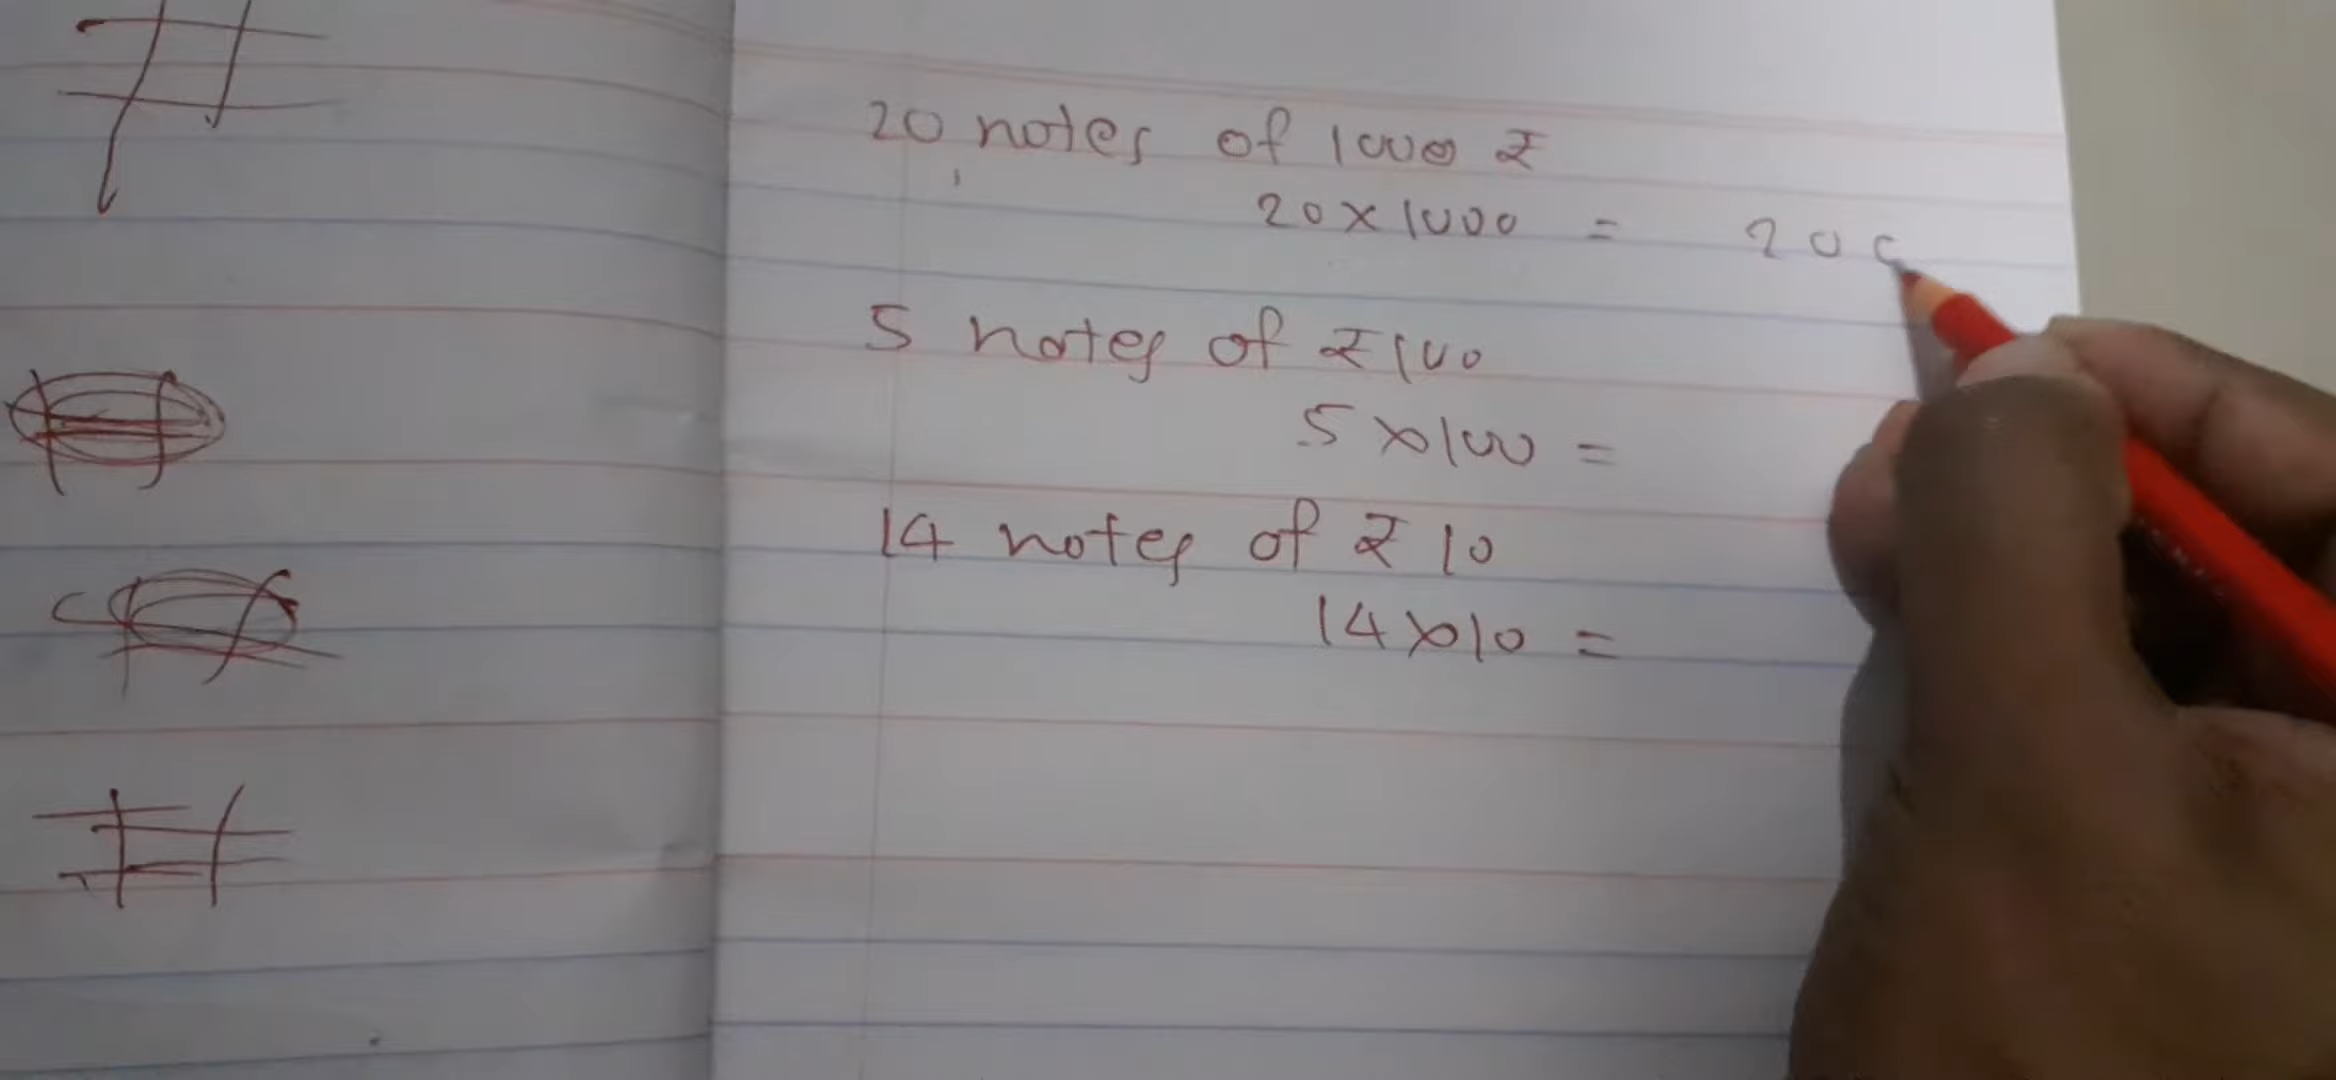 20 notes of 1000 ₹
20 x 1000 = 200
5 notes of ₹100
5 x 100 =
14 notes of ₹ 10
14 x 10 =